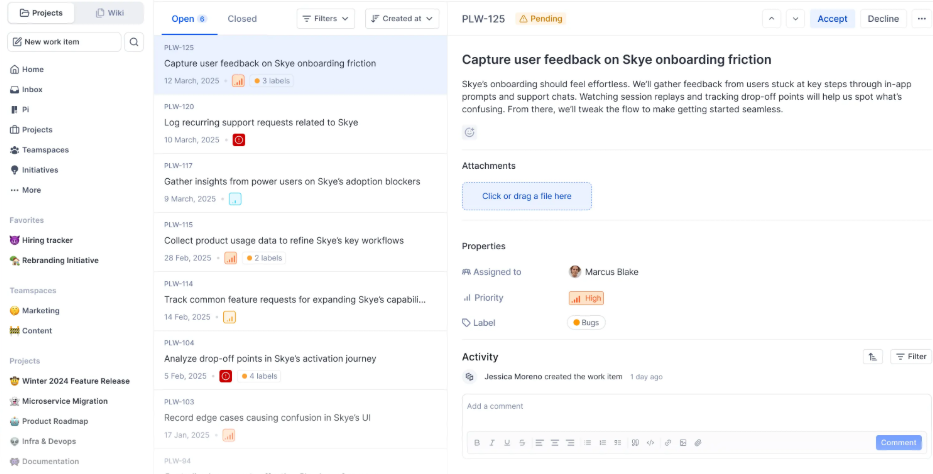 Projects
Wiki
New work item
Home
Inbox
Pi
Projects
Teamspaces
Initiatives
More
Favorites
Hiring tracker
Rebranding Initiative
Teamspaces
Marketing
Content
Projects
Winter 2024 Feature Release
Microservice Migration
Product Roadmap
Infra & Devops
Documentation
Open 6
Closed
Filters
Created at
PLW-125
Capture user feedback on Skye onboarding friction
12 March, 2025
3 labels
PLW-120
Log recurring support requests related to Skye
10 March, 2025
PLW-117
Gather insights from power users on Skye's adoption blockers
9 March, 2025
PLW-115
Collect product usage data to refine Skye's key workflows
28 Feb, 2025
2 labels
PLW-114
Track common feature requests for expanding Skye's capabili...
14 Feb, 2025
PLW-104
Analyze drop-off points in Skye's activation journey
5 Feb, 2025
4 labels
PLW-103
Record edge cases causing confusion in Skye's UI
17 Jan, 2025
PLW-94
PLW-125
Pending
Accept
Decline
Capture user feedback on Skye onboarding friction
Skye's onboarding should feel effortless. We'll gather feedback from users stuck at key steps through in-app
prompts and support chats. Watching session replays and tracking drop-off points will help us spot what's
confusing. From there, we'll tweak the flow to make getting started seamless.
Attachments
Click or drag a file here
Properties
Assigned to
Marcus Blake
Priority
High
Label
Bugs
Activity
Filter
Jessica Moreno created the work item 1 day ago
Add a comment
B I U S
Comment